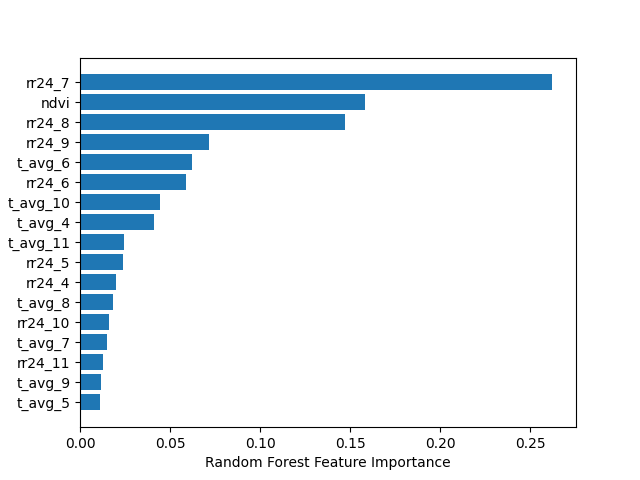 rr24_7
ndvi
rr24_8
rr24_9
t_avg_6
rr24_6
t_avg_10
t_avg_4
t_avg_11
rr24_5
rr24_4
t_avg_8
rr24_10
t_avg_7
rr24_11
t_avg_9
t_avg_5
0.00 0.05 0.10 0.15 0.20 0.25
Random Forest Feature Importance